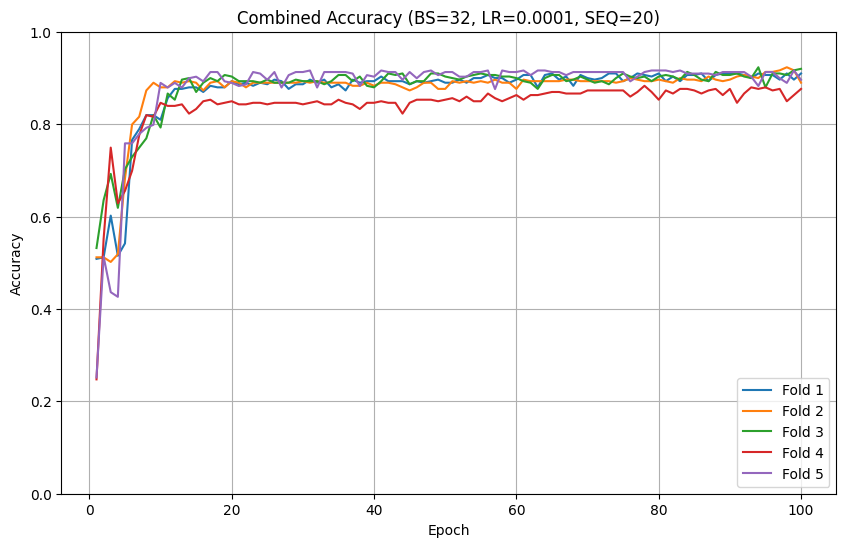 Combined Accuracy (BS=32, LR=0.0001, SEQ=20)
1.0
0.8
0.6
0.4
0.2
0.0
Accuracy
0 20 40 60 80 100
Epoch
Fold 1
Fold 2
Fold 3
Fold 4
Fold 5